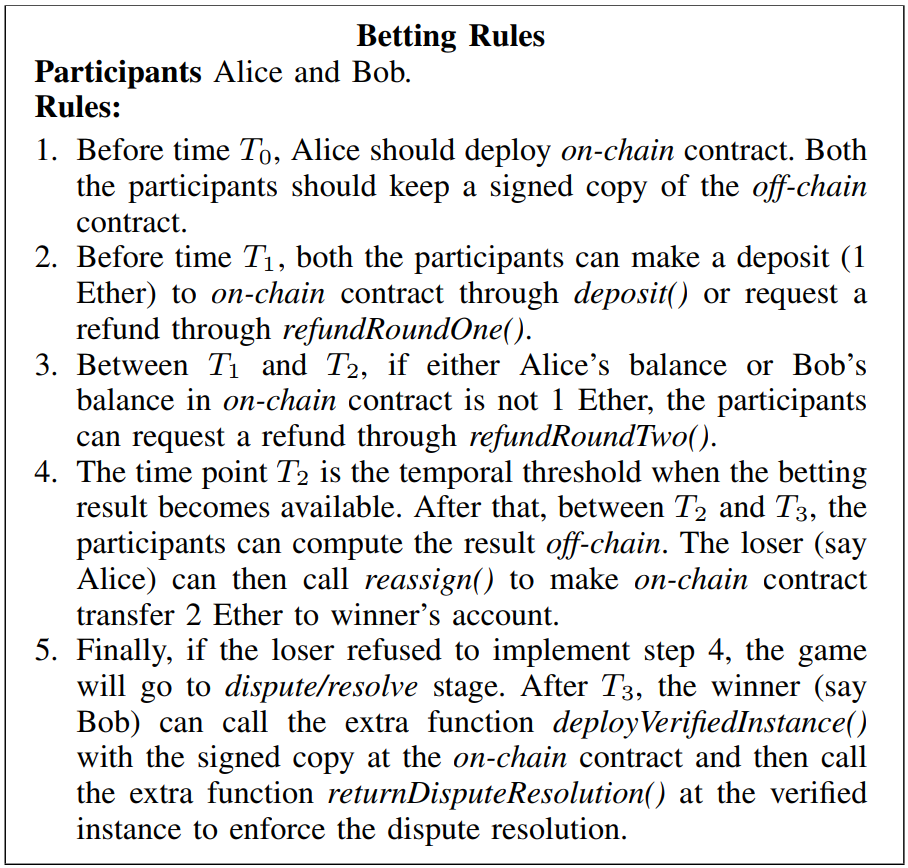 Betting Rules
Participants Alice and Bob.
Rules:
1. Before time T₀, Alice should deploy on-chain contract. Both
the participants should keep a signed copy of the off-chain
contract.
2. Before time T₁, both the participants can make a deposit (1
Ether) to on-chain contract through deposit() or request a
refund through refundRoundOne().
3. Between T₁ and T₂, if either Alice's balance or Bob's
balance in on-chain contract is not 1 Ether, the participants
can request a refund through refundRoundTwo().
4. The time point T₂ is the temporal threshold when the betting
result becomes available. After that, between T₂ and T₃, the
participants can compute the result off-chain. The loser (say
Alice) can then call reassign() to make on-chain contract
transfer 2 Ether to winner's account.
5. Finally, if the loser refused to implement step 4, the game
will go to dispute/resolve stage. After T₃, the winner (say
Bob) can call the extra function deployVerifiedInstance()
with the signed copy at the on-chain contract and then call
the extra function returnDisputeResolution() at the verified
instance to enforce the dispute resolution.